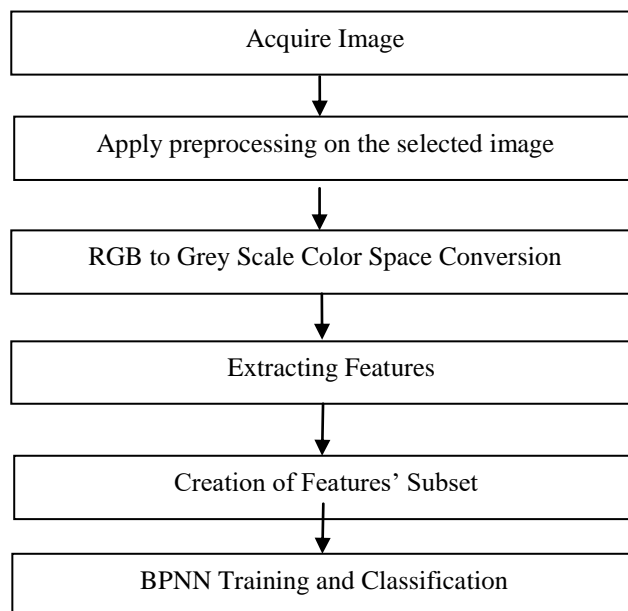 Acquire Image
Apply preprocessing on the selected image
RGB to Grey Scale Color Space Conversion
Extracting Features
Creation of Features’ Subset
BPNN Training and Classification